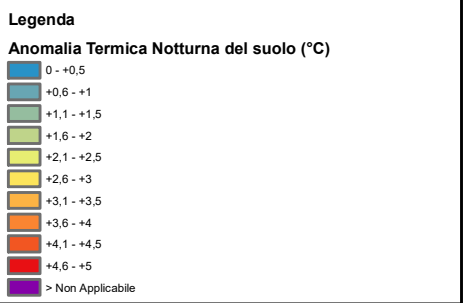 Legenda
Anomalia Termica Notturna del suolo (°C)
0 - +0,5
+0,6 - +1
+1,1 - +1,5
+1,6 - +2
+2,1 - +2,5
+2,6 - +3
+3,1 - +3,5
+3,6 - +4
+4,1 - +4,5
+4,6 - +5
> Non Applicabile